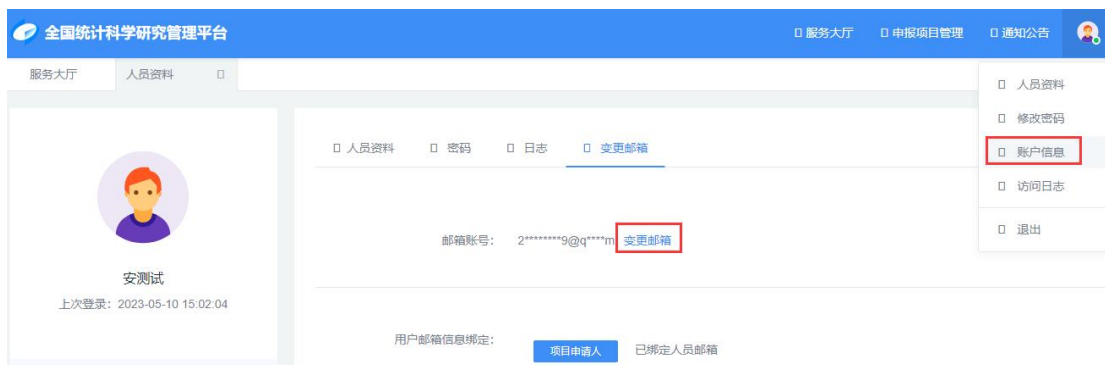 全国统计科学研究管理平台
服务大厅 申报项目管理 通知公告
服务大厅 人员资料
人员资料
修改密码
账户信息
访问日志
退出
人员资料 密码 日志 变更邮箱
邮箱账号： 2********9@q****m 变更邮箱
安测试
上次登录：2023-05-10 15:02:04
用户邮箱信息绑定： 项目申请人 已绑定人员邮箱